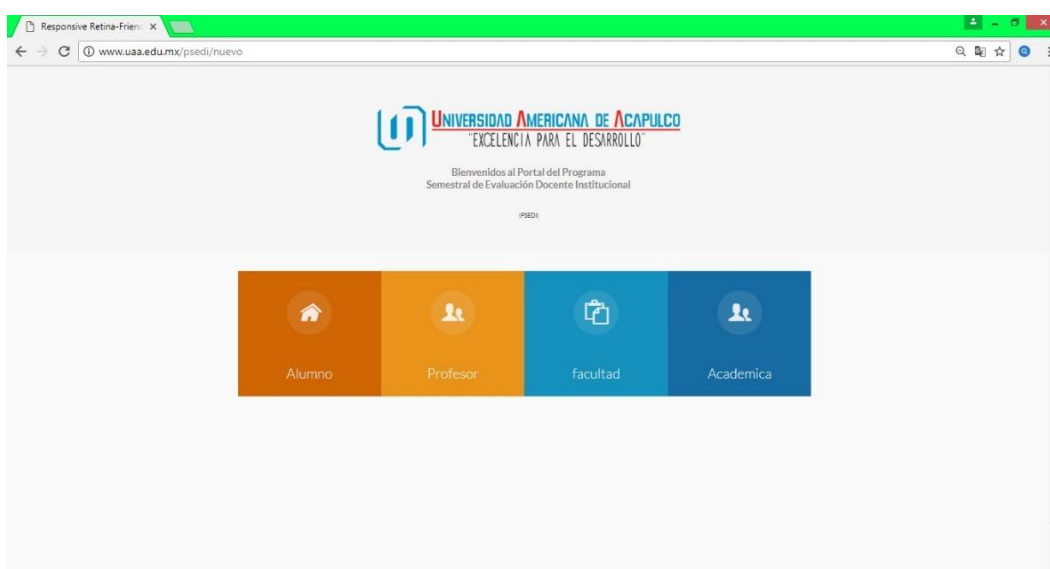 Responsive Retina-Frien
www.uaa.edu.mx/psedi/nuevo
UNIVERSIDAD AMERICANA DE ACAPULCO
"EXCELENCIA PARA EL DESARROLLO"
Bienvenidos al Portal del Programa
Semestral de Evaluación Docente Institucional
(PSEDI)
Alumno
Profesor
facultad
Academica